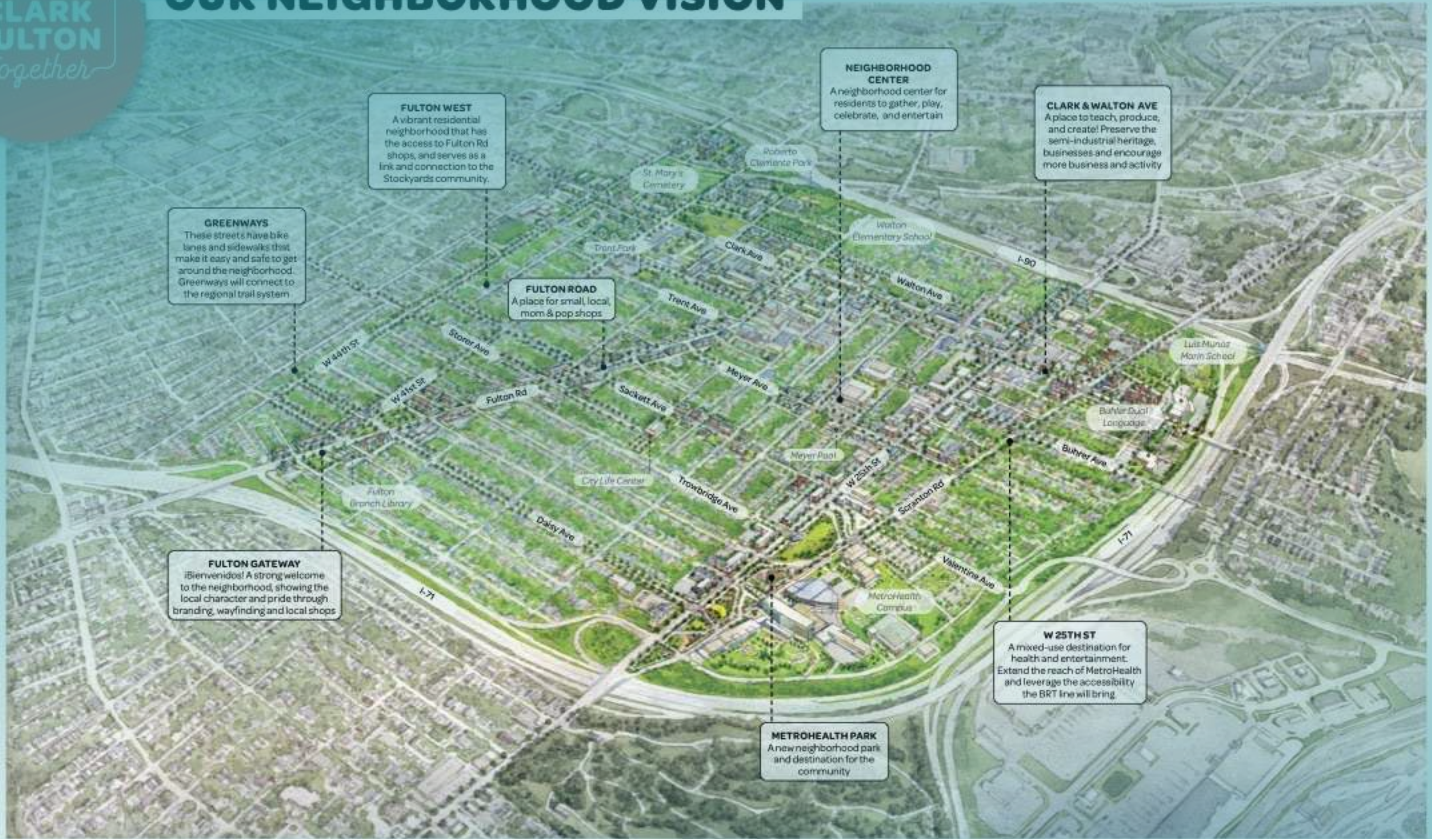 CLARK
FULTON
Together
OUR NEIGHBORHOOD VISION
NEIGHBORHOOD
CENTER
A neighborhood center for
residents to gather, play,
celebrate, and entertain
CLARK & WALTON AVE
A place to teach, produce,
and create! Preserve the
semi-industrial heritage,
businesses and encourage
more business and activity
FULTON WEST
A vibrant residential
neighborhood that has
the access to Fulton Rd
shops, and serves as a
link and connection to the
Stockyards community.
Roberto
Clemente Park
St. Mary's
Cemetery
GREENWAYS
These streets have bike
lanes and sidewalks that
make it easy and safe to get
around the neighborhood.
Greenways will connect to
the regional trail system
Trent Park
Clark Ave
Walton
Elementary School
I-90
FULTON ROAD
A place for small, local,
mom & pop shops
Trent Ave
Walton Ave
Storer Ave
W 44th St
Luis Munoz
Marin School
W 41st St
Fulton Rd
Sackett Ave
Meyer Ave
Buhrer Dual
Language
Meyer Pool
Buhrer Ave
City Life Center
W 25th St
Fulton
Branch Library
Trowbridge Ave
Scranton Rd
Daisy Ave
I-71
Valentine Ave
FULTON GATEWAY
¡Bienvenidos! A strong welcome
to the neighborhood, showing the
local character and pride through
branding, wayfinding and local shops
I-71
MetroHealth
Campus
W 25TH ST
A mixed-use destination for
health and entertainment.
Extend the reach of MetroHealth
and leverage the accessibility
the BRT line will bring.
METROHEALTH PARK
A new neighborhood park
and destination for the
community